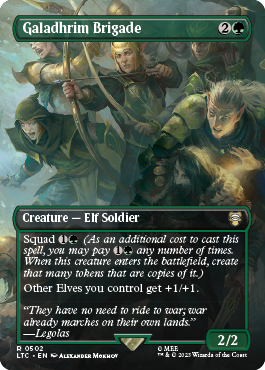 Galadhrim Brigade 2
Creature — Elf Soldier
Squad 1 (As an additional cost to cast this
spell, you may pay 1 any number of times.
When this creature enters the battlefield, create
that many tokens that are copies of it.)
Other Elves you control get +1/+1.
“They have no need to ride to war; war
already marches on their own lands.”
—Legolas
2/2
R 0502
LTC • EN Alexander Mokhov
© MEE
™ & © 2023 Wizards of the Coast